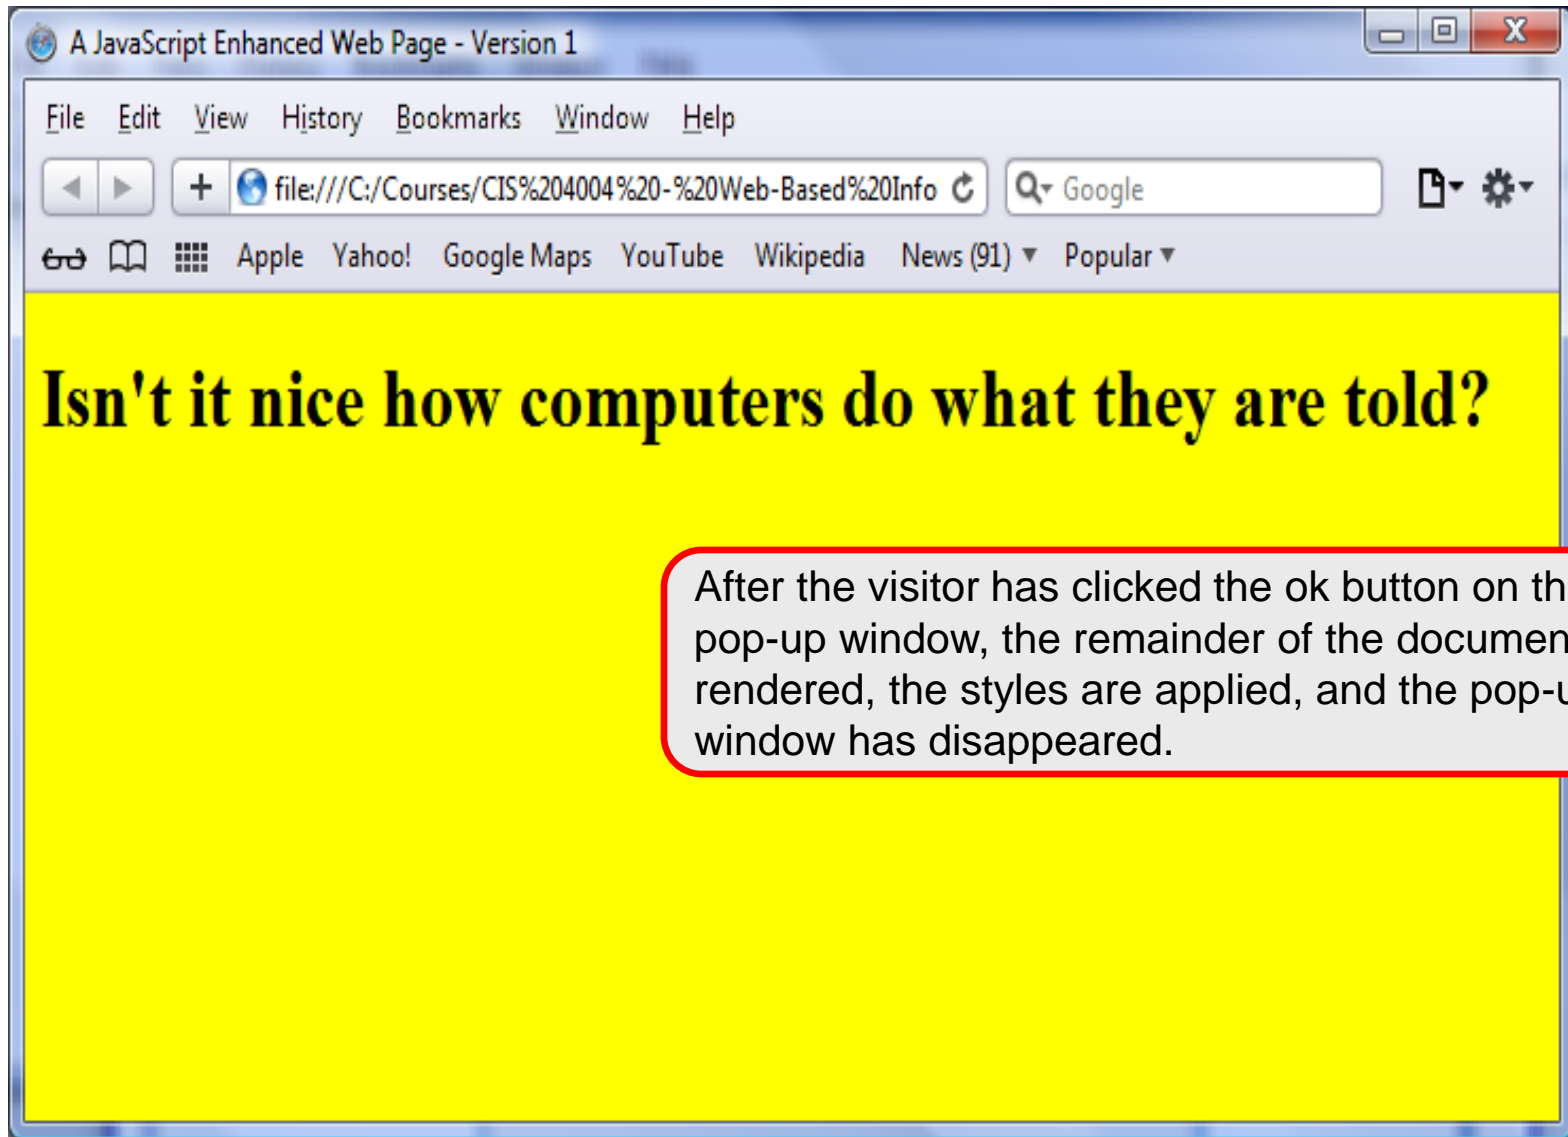 A JavaScript Enhanced Web Page - Version 1
X
File Edit View History Bookmarks Window Help
file:///C:/Courses/CIS%204004%20-%20Web-Based%20Info
Google
Apple Yahoo! Google Maps YouTube Wikipedia News (91) Popular
Isn't it nice how computers do what they are told?
After the visitor has clicked the ok button on th
pop-up window, the remainder of the documen
rendered, the styles are applied, and the pop-u
window has disappeared.